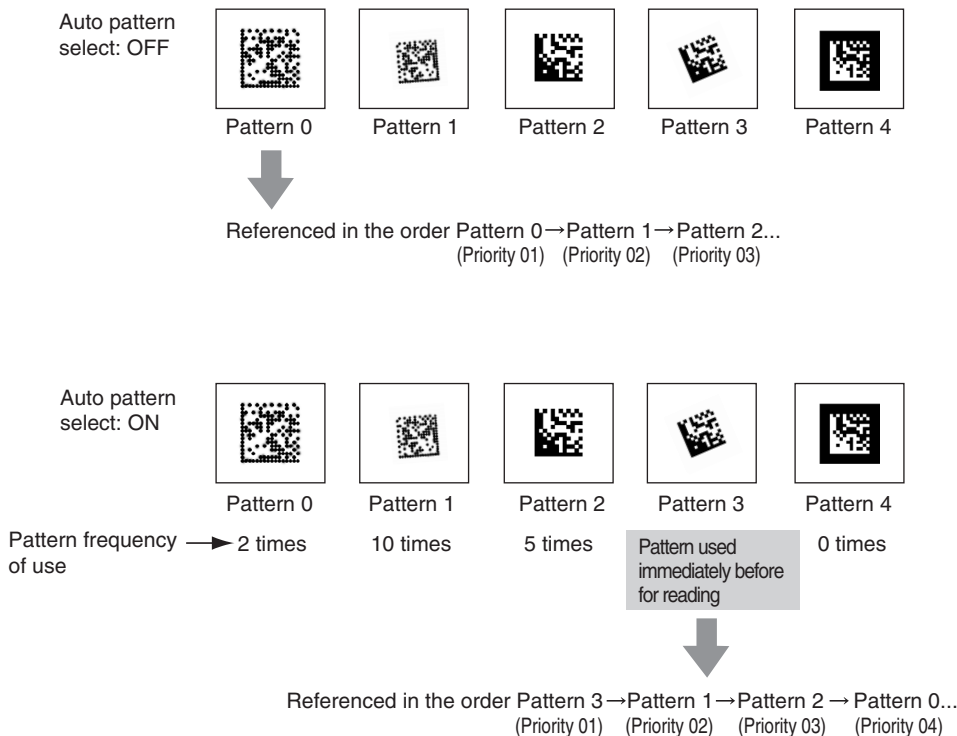 Auto pattern
select: OFF
Pattern 0 Pattern 1 Pattern 2 Pattern 3 Pattern 4
Referenced in the order Pattern 0→Pattern 1→Pattern 2...
(Priority 01) (Priority 02) (Priority 03)
Auto pattern
select: ON
Pattern 0 Pattern 1 Pattern 2 Pattern 3 Pattern 4
Pattern frequency
of use
2 times 10 times 5 times
Pattern used
immediately before
for reading
0 times
Referenced in the order Pattern 3→Pattern 1→Pattern 2→Pattern 0...
(Priority 01) (Priority 02) (Priority 03) (Priority 04)